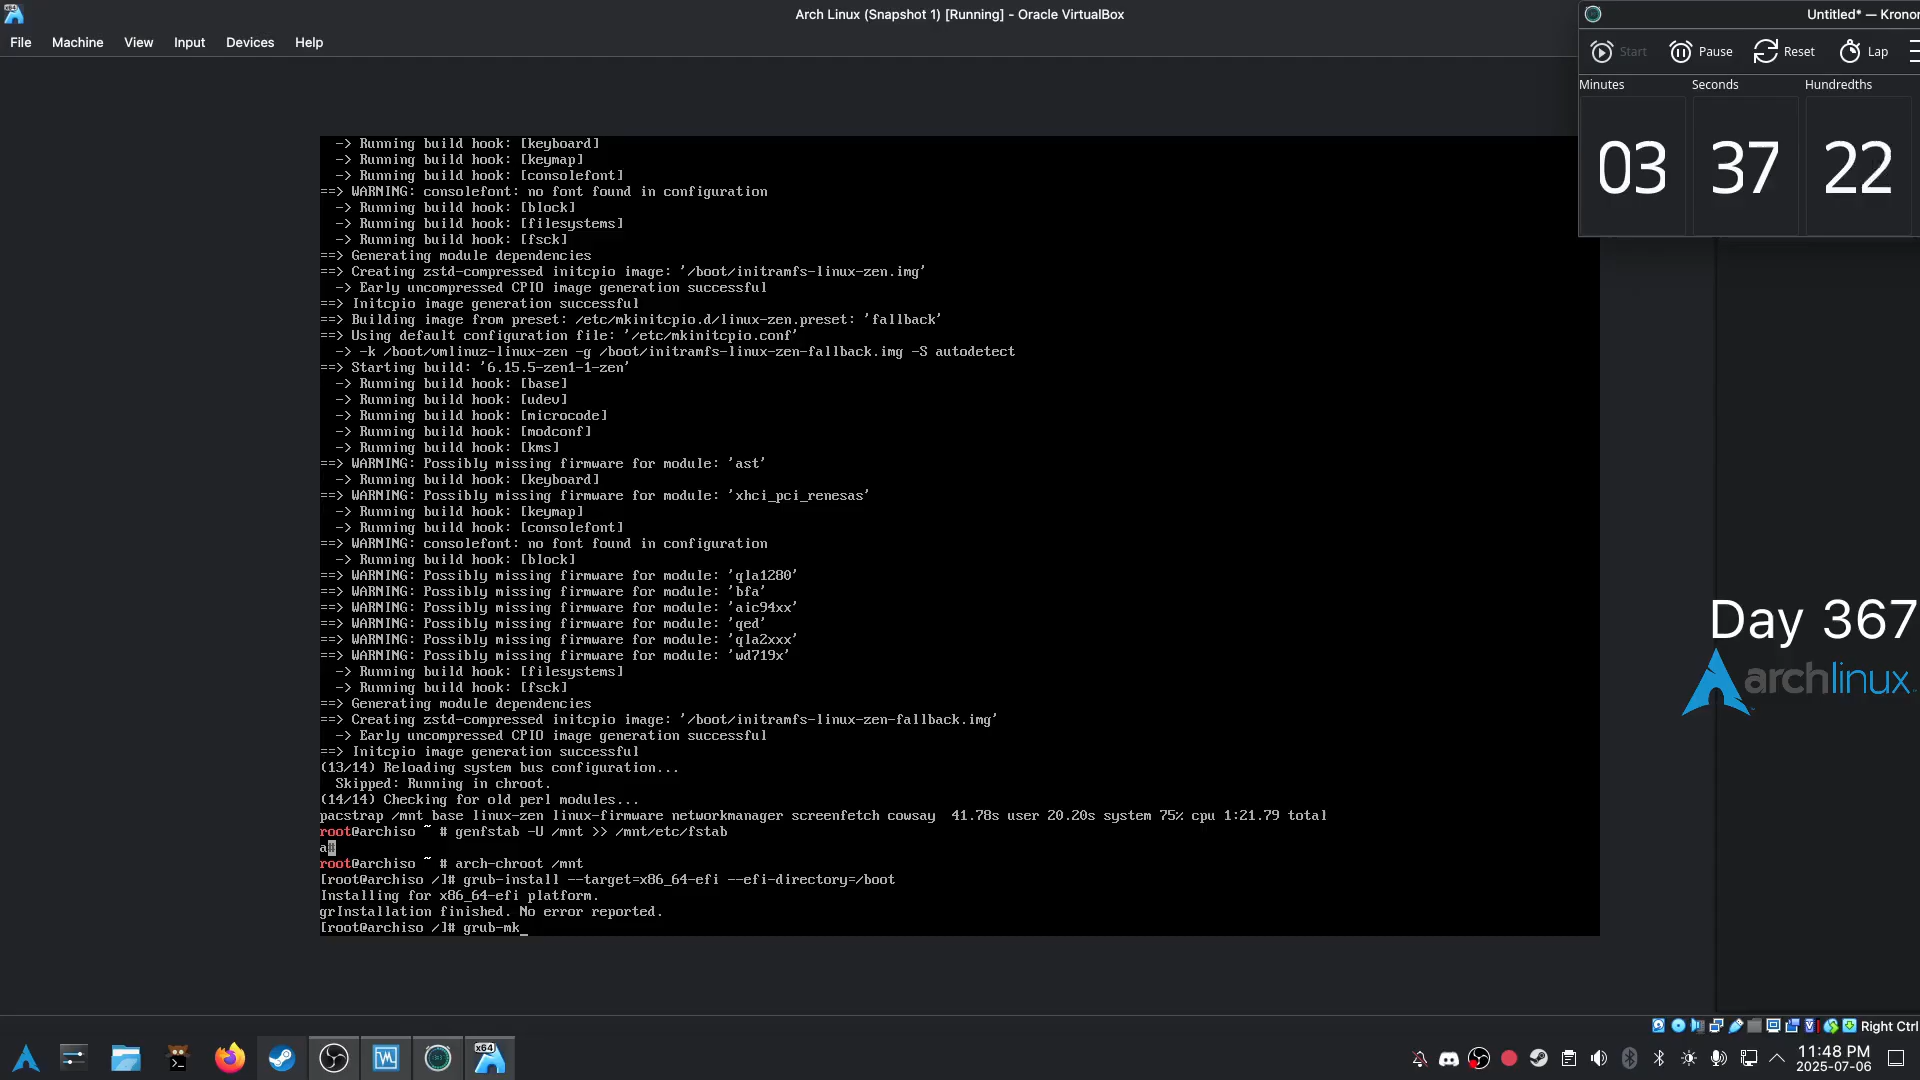 Arch Linux (Snapshot 1) [Running] - Oracle VirtualBox
File Machine View Input Devices Help
Untitled* — Krono
Start Pause Reset Lap
Minutes Seconds Hundredths
03 37 22
-> Running build hook: [keyboard]
-> Running build hook: [keymap]
-> Running build hook: [consolefont]
==> WARNING: consolefont: no font found in configuration
-> Running build hook: [block]
-> Running build hook: [filesystems]
-> Running build hook: [fsck]
==> Generating module dependencies
==> Creating zstd-compressed initcpio image: '/boot/initramfs-linux-zen.img'
-> Early uncompressed CPIO image generation successful
==> Initcpio image generation successful
==> Building image from preset: /etc/mkinitcpio.d/linux-zen.preset: 'fallback'
==> Using default configuration file: '/etc/mkinitcpio.conf'
-> -k /boot/vmlinuz-linux-zen -g /boot/initramfs-linux-zen-fallback.img -S autodetect
==> Starting build: '6.15.5-zen1-1-zen'
-> Running build hook: [base]
-> Running build hook: [udev]
-> Running build hook: [microcode]
-> Running build hook: [modconf]
-> Running build hook: [kms]
==> WARNING: Possibly missing firmware for module: 'ast'
-> Running build hook: [keyboard]
==> WARNING: Possibly missing firmware for module: 'xhci_pci_renesas'
-> Running build hook: [keymap]
-> Running build hook: [consolefont]
==> WARNING: consolefont: no font found in configuration
-> Running build hook: [block]
==> WARNING: Possibly missing firmware for module: 'qla1280'
==> WARNING: Possibly missing firmware for module: 'bfa'
==> WARNING: Possibly missing firmware for module: 'aic94xx'
==> WARNING: Possibly missing firmware for module: 'qed'
==> WARNING: Possibly missing firmware for module: 'qla2xxx'
==> WARNING: Possibly missing firmware for module: 'wd719x'
-> Running build hook: [filesystems]
-> Running build hook: [fsck]
==> Generating module dependencies
==> Creating zstd-compressed initcpio image: '/boot/initramfs-linux-zen-fallback.img'
-> Early uncompressed CPIO image generation successful
==> Initcpio image generation successful
(13/14) Reloading system bus configuration...
Skipped: Running in chroot.
(14/14) Checking for old perl modules...
pacstrap /mnt base linux-zen linux-firmware networkmanager screenfetch cowsay 41.78s user 20.20s system 75% cpu 1:21.79 total
root@archiso ~ # genfstab -U /mnt >> /mnt/etc/fstab
a#
root@archiso ~ # arch-chroot /mnt
[root@archiso /]# grub-install --target=x86_64-efi --efi-directory=/boot
Installing for x86_64-efi platform.
grInstallation finished. No error reported.
[root@archiso /]# grub-mk_
Day 367
archlinux
Right Ctrl
x64
11:48 PM
2025-07-06